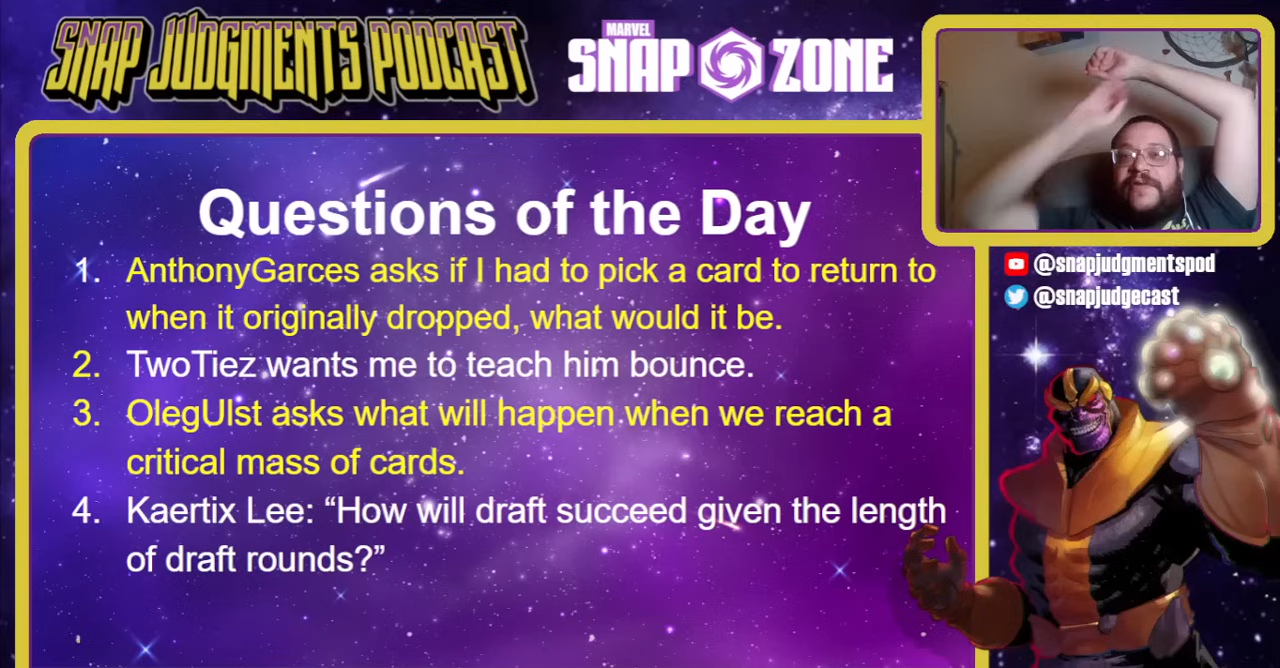 SNAP JUDGMENTS PODCAST
MARVEL
SNAP ZONE
Questions of the Day
1. AnthonyGarces asks if I had to pick a card to return to
when it originally dropped, what would it be.
2. TwoTiez wants me to teach him bounce.
3. OlegUlst asks what will happen when we reach a
critical mass of cards.
4. Kaertix Lee: “How will draft succeed given the length
of draft rounds?”
@snapjudgmentspod
@snapjudgecast